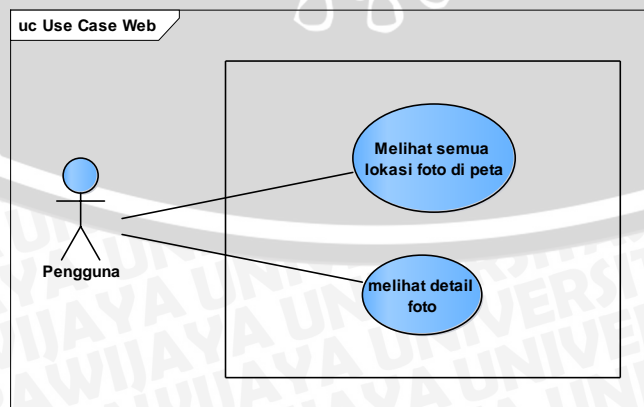 uc Use Case Web
Melihat semua
lokasi foto di peta
Pengguna
melihat detail
foto